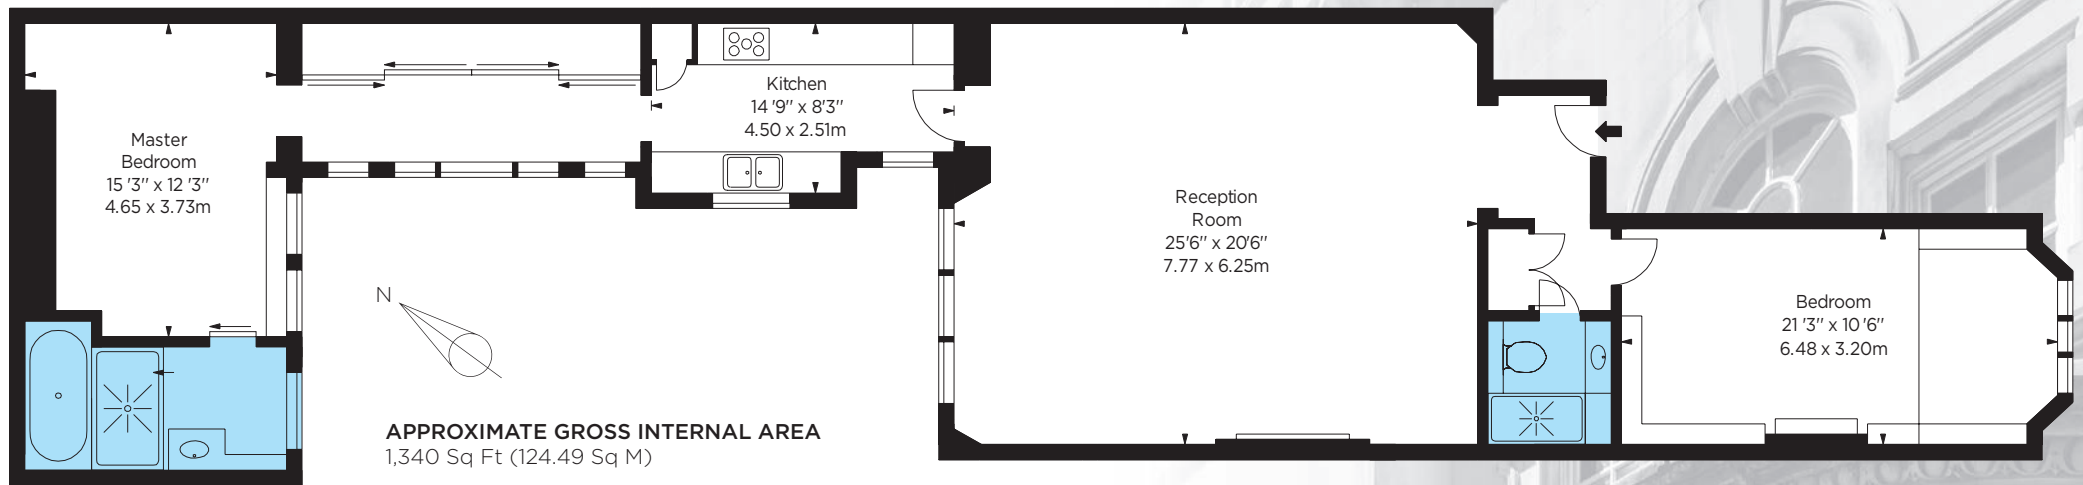 Master
Bedroom
15 '3" x 12 '3"
4.65 x 3.73m
Kitchen
14 '9" x 8'3"
4.50 x 2.51m
Reception
Room
25'6" x 20'6"
7.77 x 6.25m
Bedroom
21 '3" x 10 '6"
6.48 x 3.20m
N
APPROXIMATE GROSS INTERNAL AREA
1,340 Sq Ft (124.49 Sq M)